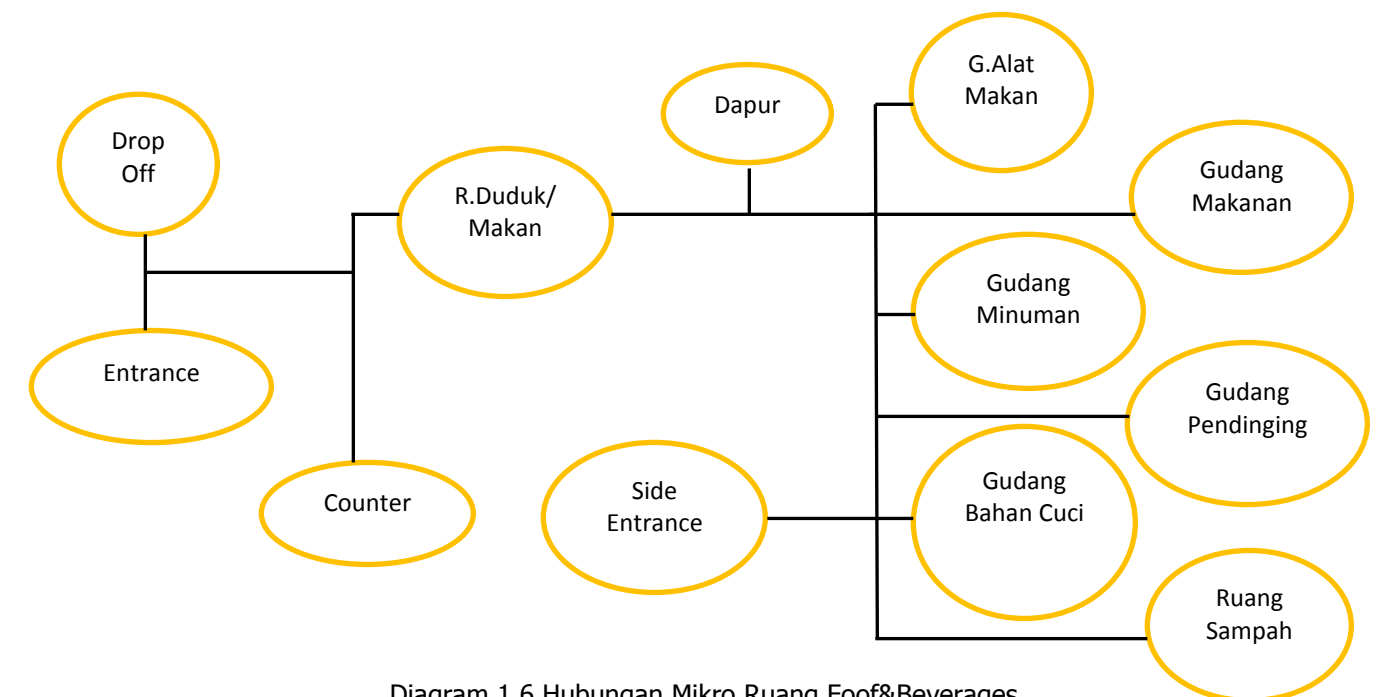 Drop
Off
Entrance
Counter
R.Duduk/
Makan
Dapur
G.Alat
Makan
Gudang
Makanan
Gudang
Minuman
Gudang
Pendinging
Side
Entrance
Gudang
Bahan Cuci
Ruang
Sampah
Diagram 1.6 Hubungan Mikro Ruang Foof&Beverages